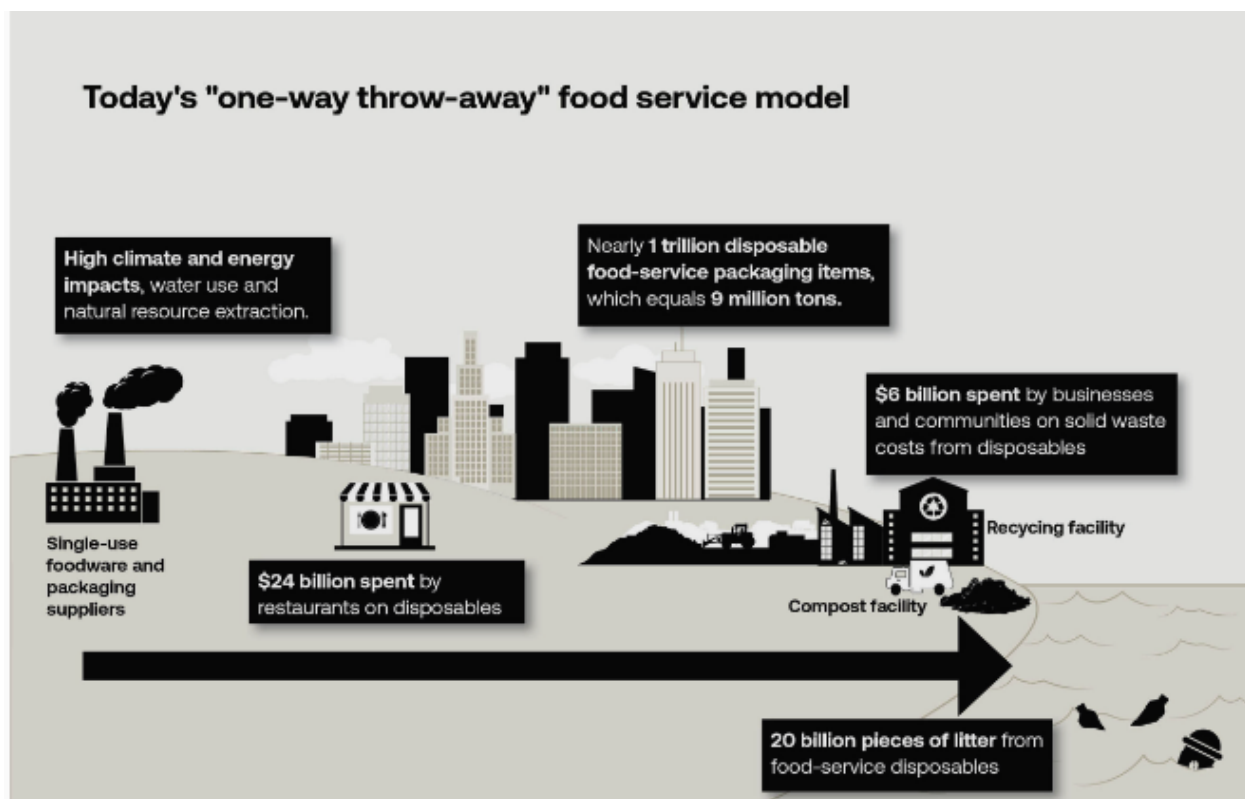 Today's "one-way throw-away" food service model
High climate and energy
impacts, water use and
natural resource extraction.
Nearly 1 trillion disposable
food-service packaging items,
which equals 9 million tons.
$6 billion spent by businesses
and communities on solid waste
costs from disposables
Single-use
foodware and
packaging
suppliers
$24 billion spent by
restaurants on disposables
Recycing facility
Compost facility
20 billion pieces of litter from
food-service disposables